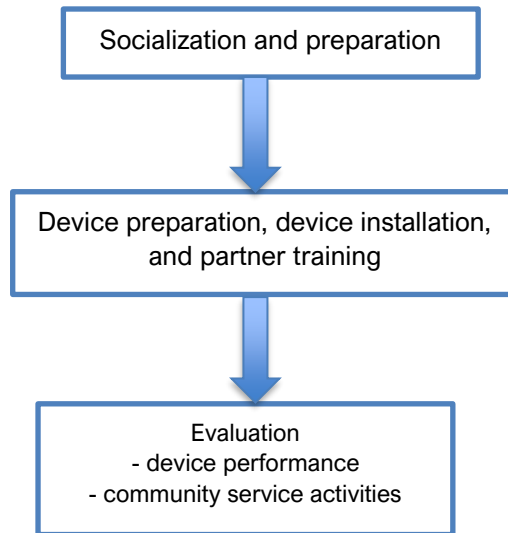 Socialization and preparation
Device preparation, device installation,
and partner training
Evaluation
- device performance
- community service activities